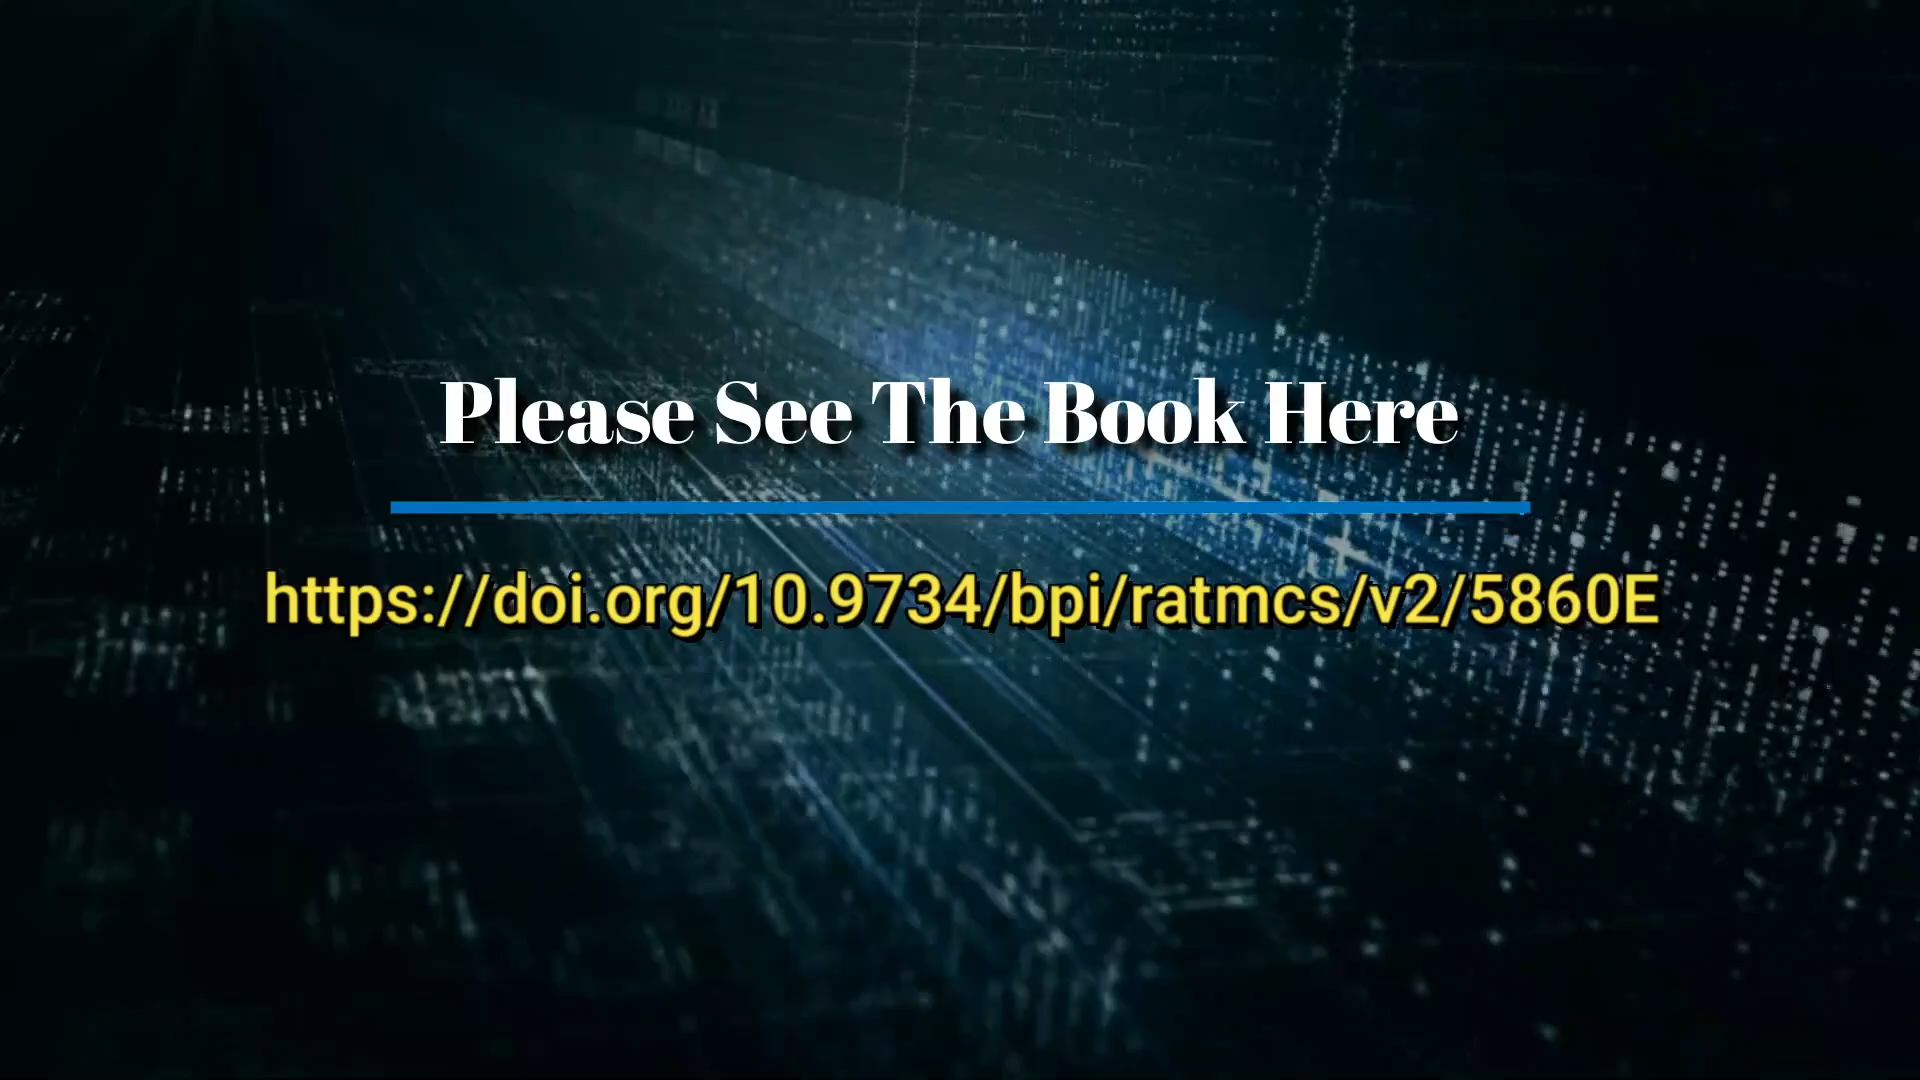 Please See The Book Here
https://doi.org/10.9734/bpi/ratmcs/v2/5860E